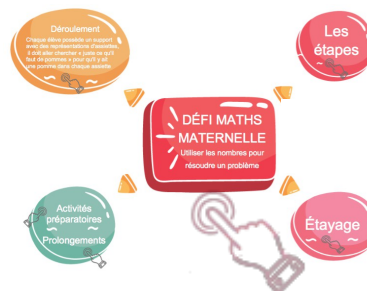 Déroulement
Chaque élève possède un support
avec des représentations d'assiettes,
il doit aller chercher « juste ce qu'il
faut de pommes » pour qu'il y ait
une pomme dans chaque assiette
Les
étapes
DÉFI MATHS
MATERNELLE
Utiliser les nombres pour
résoudre un problème
Activités
préparatoires
Prolongements
Étayage